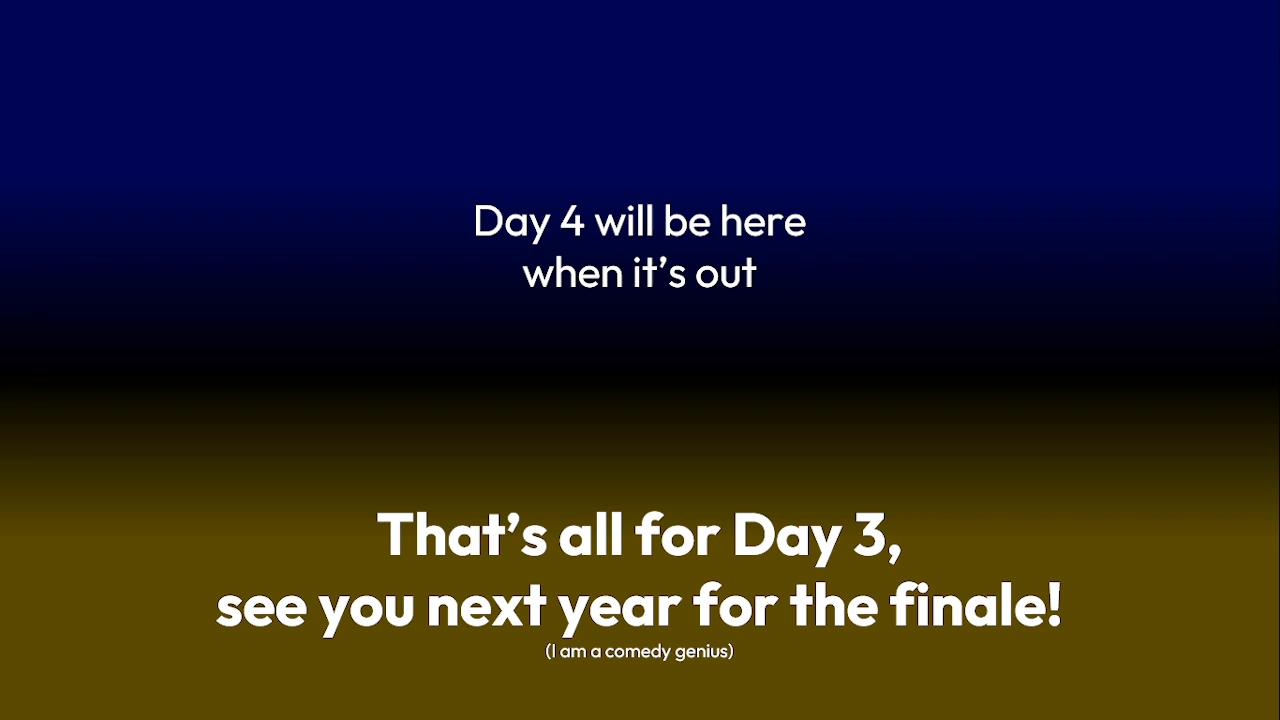 Day 4 will be here
when it’s out
That’s all for Day 3,
see you next year for the finale!
(I am a comedy genius)